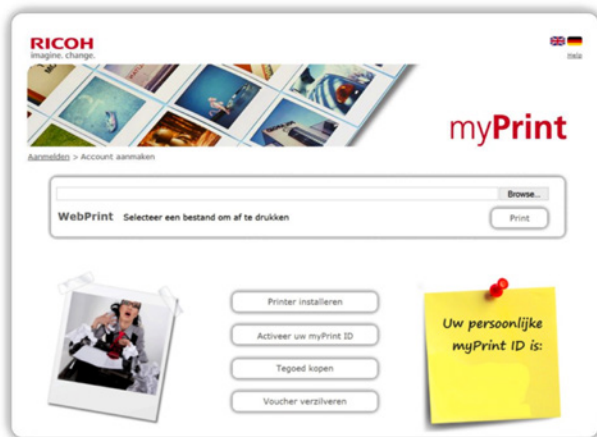 RICOH
imagine. change.
Help
myPrint
Aanmelden > Account aanmaken
Browse...
WebPrint Selecteer een bestand om af te drukken
Print
Printer installeren
Activeer uw myPrint ID
Tegoed kopen
Voucher verzilveren
Uw persoonlijke
myPrint ID is: